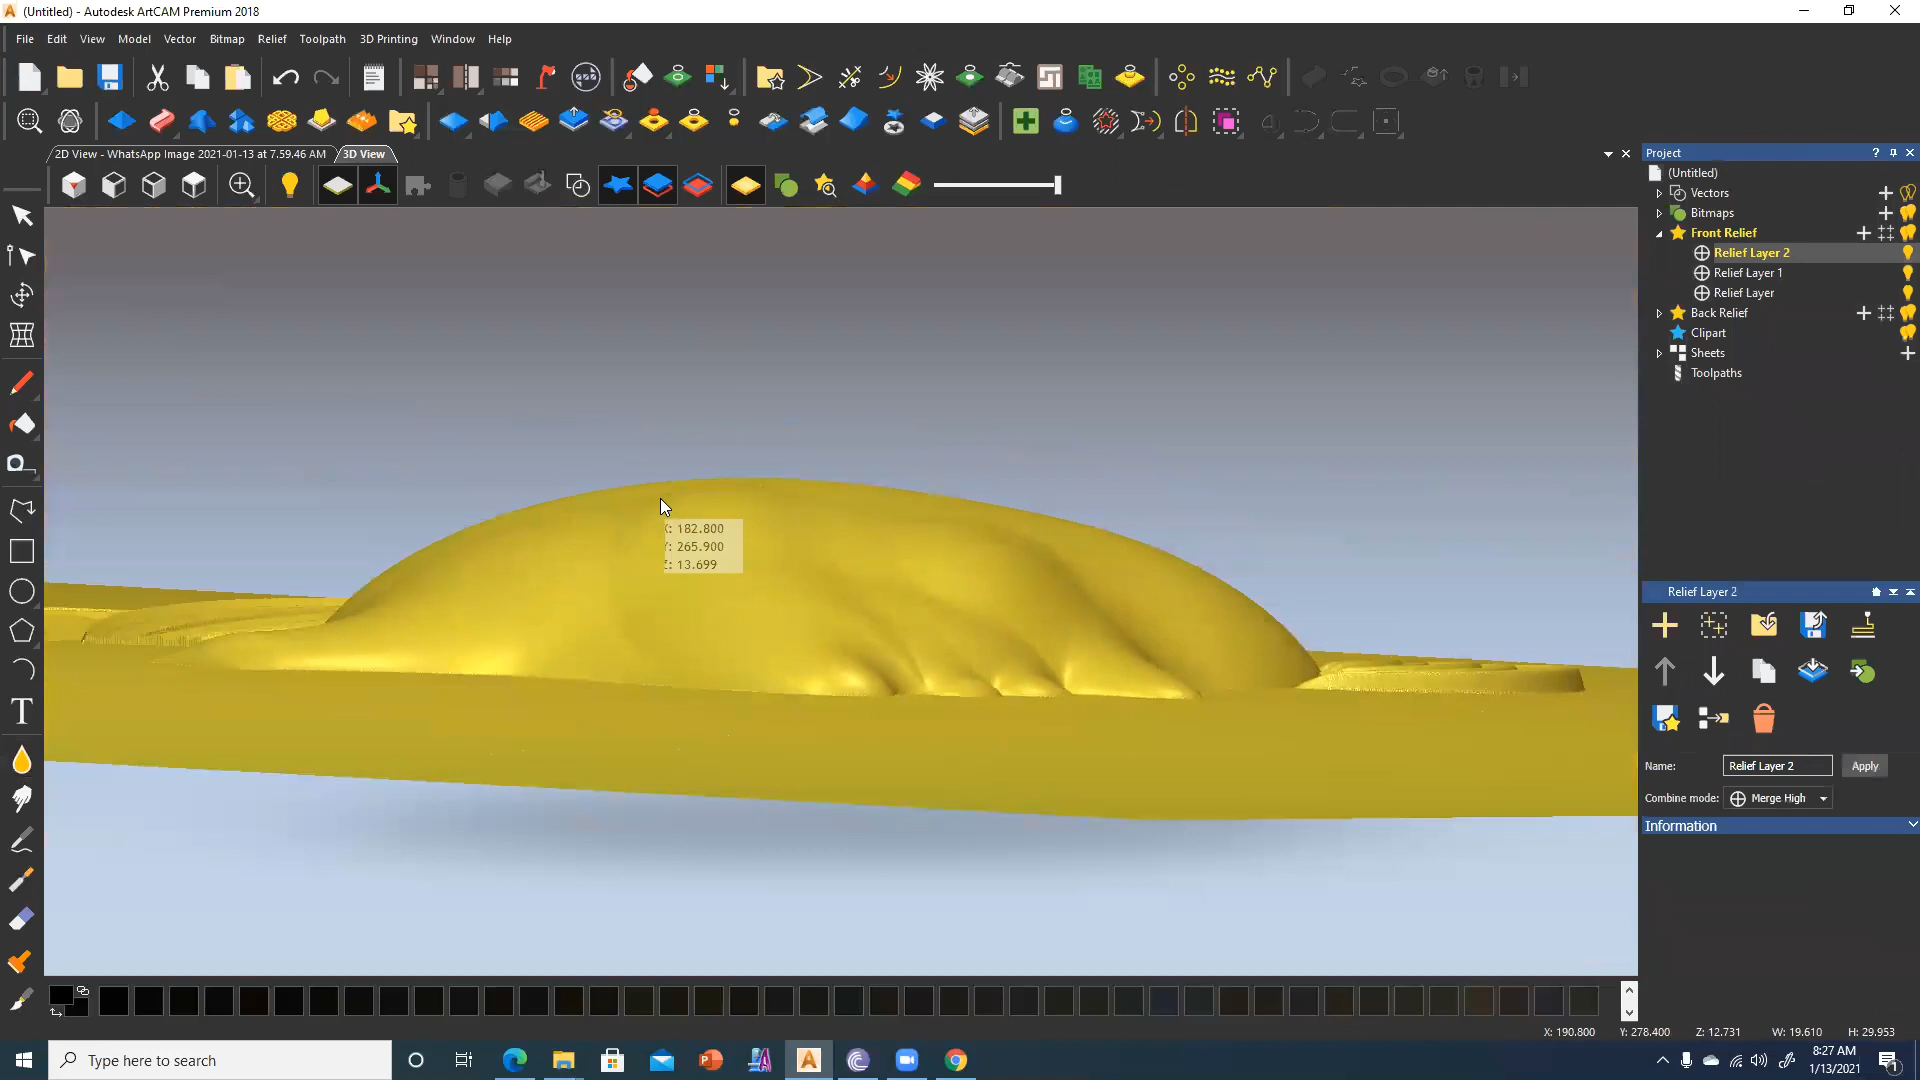 (Untitled) - Autodesk ArtCAM Premium 2018
File Edit View Model Vector Bitmap Relief Toolpath 3D Printing Window Help
2D View - WhatsApp Image 2021-01-13 at 7.59.46 AM
3D View
Project
(Untitled)
Vectors
Bitmaps
Front Relief
Relief Layer 2
Relief Layer 1
Relief Layer
Back Relief
Clipart
Sheets
Toolpaths
X: 182.800
Y: 265.900
Z: 13.699
Relief Layer 2
Name: Relief Layer 2 Apply
Combine mode: Merge High
Information
X: 190.800 Y: 278.400 Z: 12.731 W: 19.610 H: 29.953
Type here to search
8:27 AM
1/13/2021